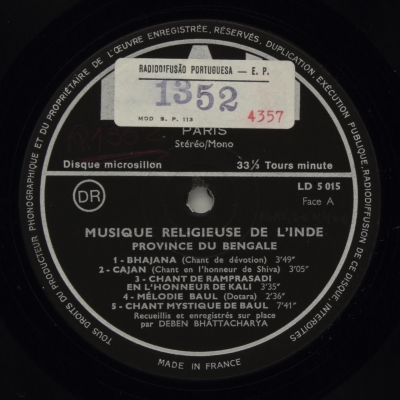 TOUS DROITS DU PRODUCTEUR PHONOGRAPHIQUE ET DU PROPRIÉTAIRE DE L'ŒUVRE ENREGISTRÉE, RÉSERVÉS. DUPLICATION, EXÉCUTION PUBLIQUE, RADIODIFFUSION DE CE DISQUE, INTERDITES
RADIODIFUSÃO PORTUGUESA — E. P.
1352
4357
MOD S. P. 113
PARIS
Stéréo/Mono
Disque microsillon
33⅓ Tours minute
DR
LD 5 015
Face A
MUSIQUE RELIGIEUSE DE L'INDE
PROVINCE DU BENGALE
1 - BHAJANA (Chant de dévotion) 3'49"
2 - CAJAN (Chant en l'honneur de Shiva) 3'05"
3 - CHANT DE RAMPRASADI
EN L'HONNEUR DE KALI 3'35"
4 - MÉLODIE BAUL (Dotara) 2'36"
5 - CHANT MYSTIQUE DE BAUL 7'41"
Recueillis et enregistrés sur place
par DEBEN BHATTACHARYA
MADE IN FRANCE